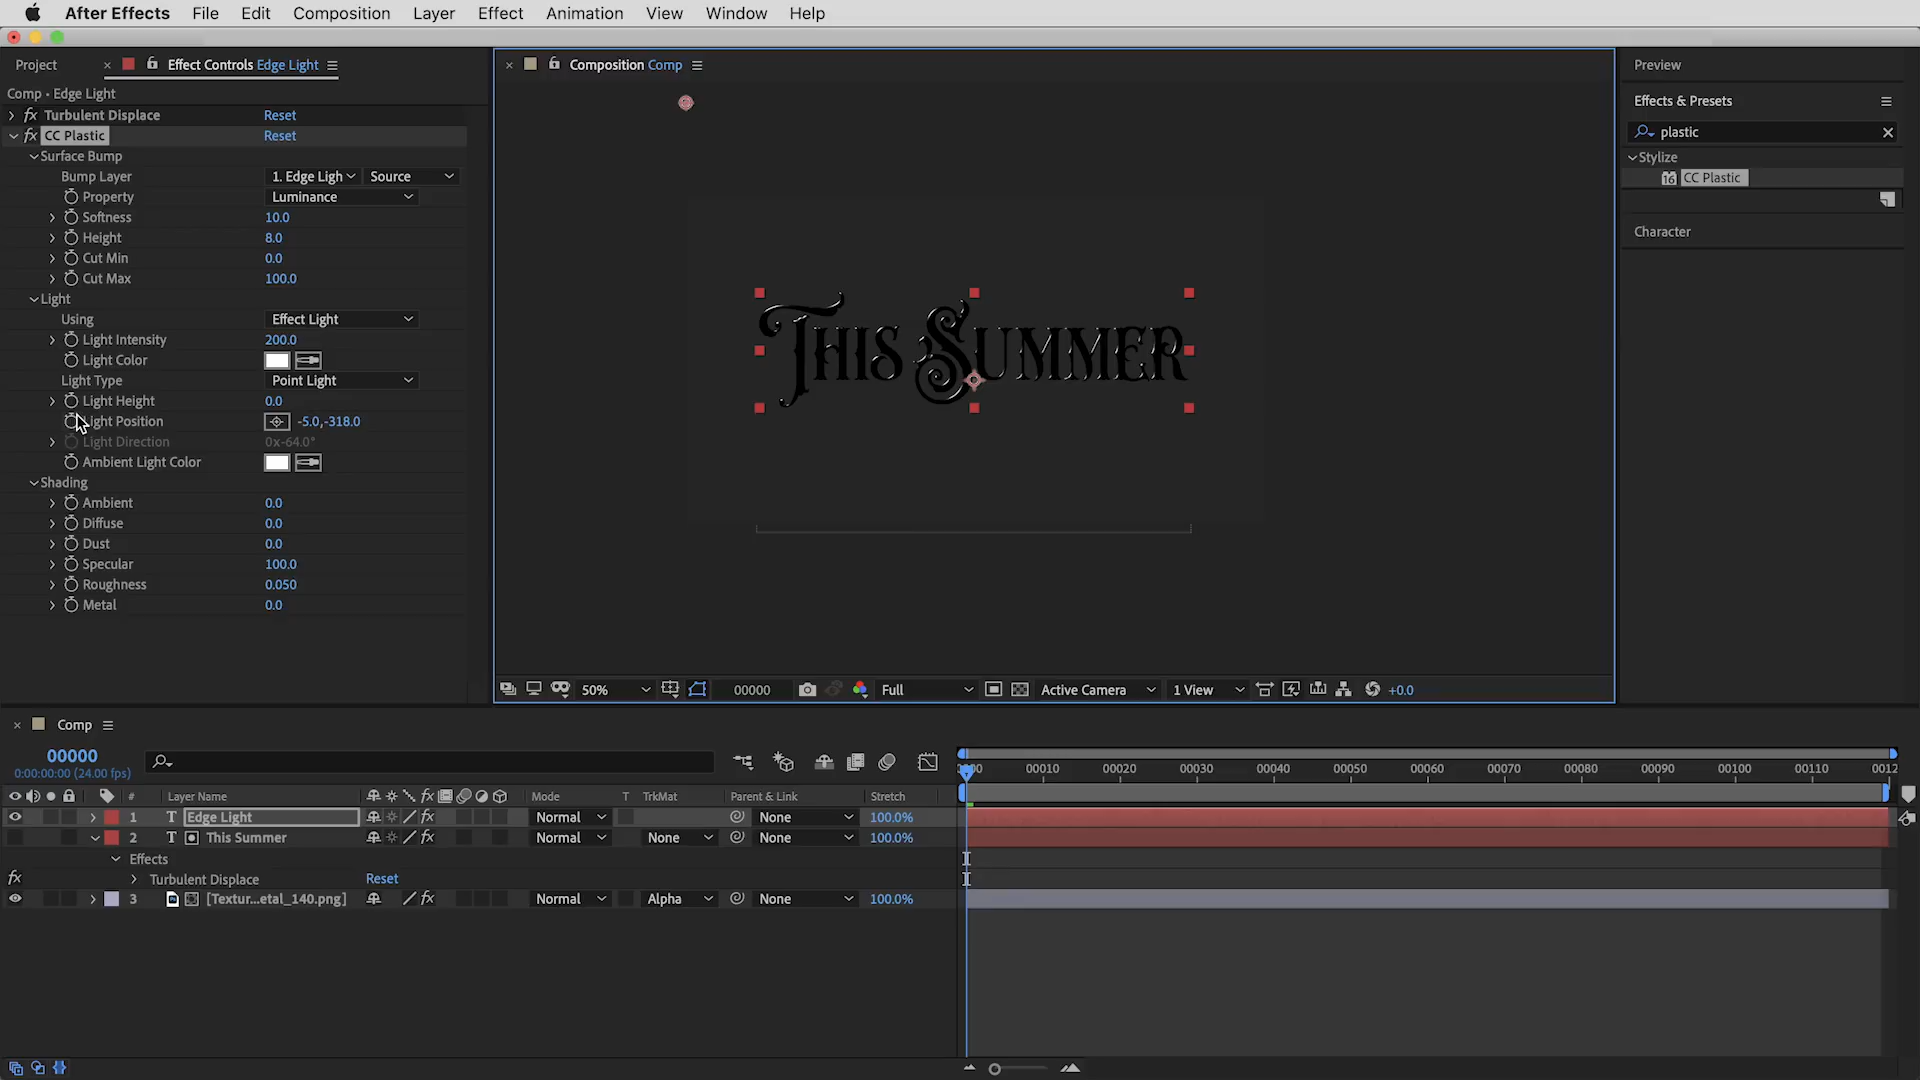 After Effects File Edit Composition Layer Effect Animation View Window Help
Project × Effect Controls Edge Light
× Composition Comp
Preview
Comp • Edge Light
Effects & Presets
fx Turbulent Displace Reset
plastic
fx CC Plastic Reset
Surface Bump
Stylize
Bump Layer 1. Edge Ligh Source
16 CC Plastic
Property Luminance
Softness 10.0
Height 8.0
Character
Cut Min 0.0
Cut Max 100.0
Light
Using Effect Light
Light Intensity 200.0
Light Color
Light Type Point Light
Light Height 0.0
Light Position -5.0,-318.0
Light Direction 0x-64.0°
Ambient Light Color
Shading
Ambient 0.0
Diffuse 0.0
Dust 0.0
Specular 100.0
Roughness 0.050
Metal 0.0
This Summer
50% 00000 Full Active Camera 1 View +0.0
× Comp
00000
0:00:00:00 (24.00 fps)
00010 00020 00030 00040 00050 00060 00070 00080 00090 00100 00110 0012
# Layer Name fx Mode T TrkMat Parent & Link Stretch
1 T Edge Light fx Normal None 100.0%
2 T This Summer fx Normal None None 100.0%
Effects
fx Turbulent Displace Reset
3 [Textur...etal_140.png] fx Normal Alpha None 100.0%